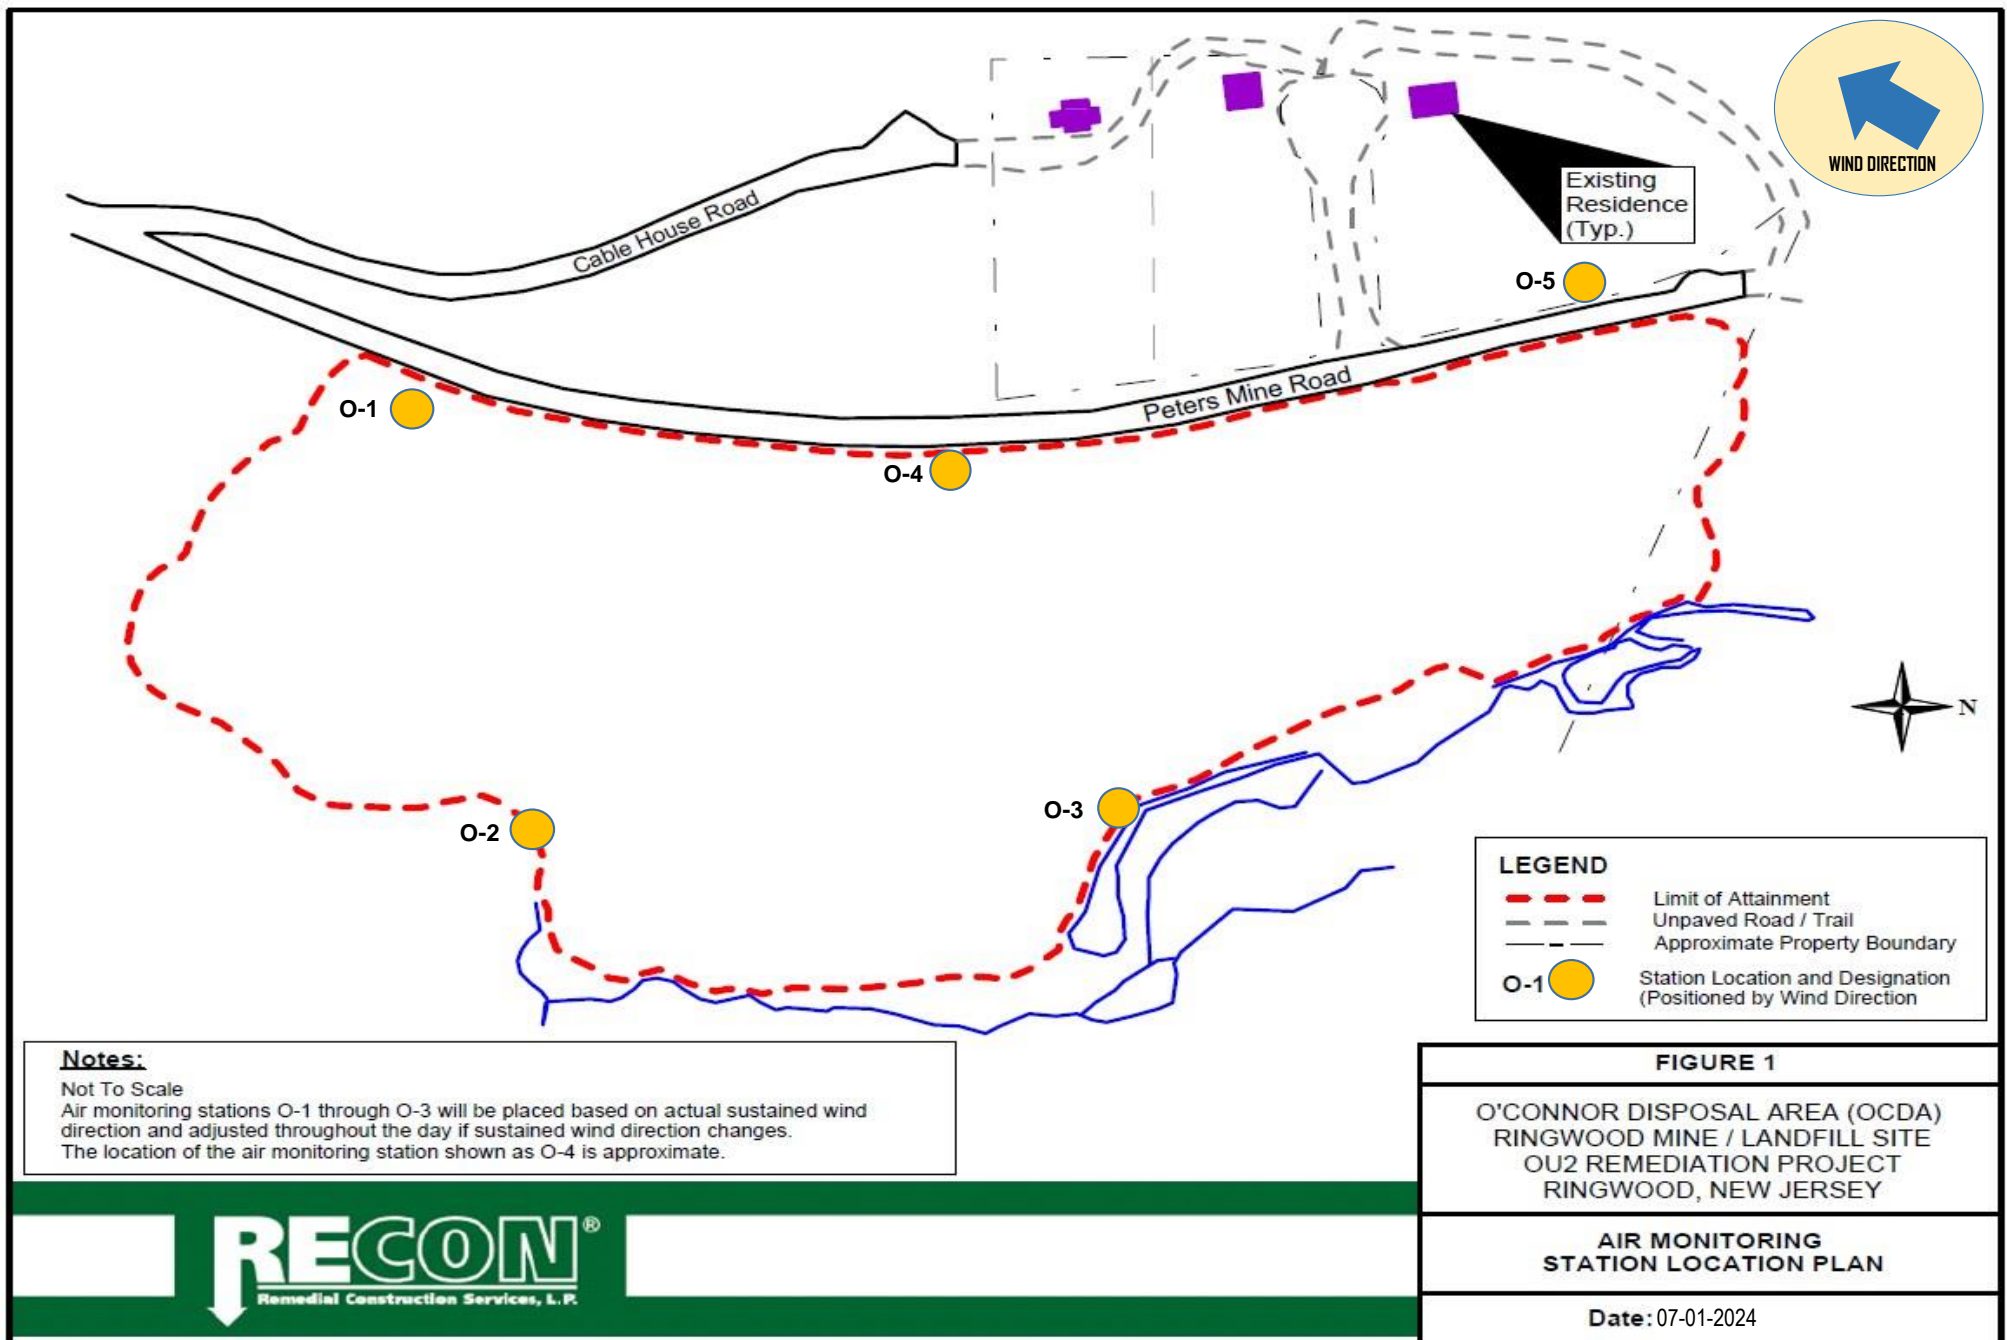 WIND DIRECTION
Existing
Residence
(Typ.)
Cable House Road
O-5
Peters Mine Road
O-1
O-4
N
O-3
O-2
LEGEND
Limit of Attainment
Unpaved Road / Trail
Approximate Property Boundary
O-1
Station Location and Designation
(Positioned by Wind Direction
Notes:
Not To Scale
Air monitoring stations O-1 through O-3 will be placed based on actual sustained wind
direction and adjusted throughout the day if sustained wind direction changes.
The location of the air monitoring station shown as O-4 is approximate.
FIGURE 1
O'CONNOR DISPOSAL AREA (OCDA)
RINGWOOD MINE / LANDFILL SITE
OU2 REMEDIATION PROJECT
RINGWOOD, NEW JERSEY
AIR MONITORING
STATION LOCATION PLAN
Date: 07-01-2024
RECON®
Remedial Construction Services, L.P.